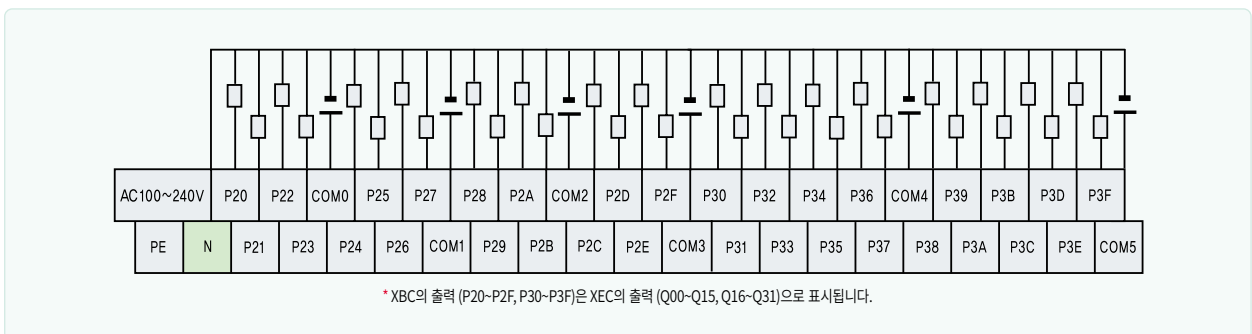 AC100~240V P20 P22 COM0 P25 P27 P28 P2A COM2 P2D P2F P30 P32 P34 P36 COM4 P39 P3B P3D P3F
PE N P21 P23 P24 P26 COM1 P29 P2B P2C P2E COM3 P31 P33 P35 P37 P38 P3A P3C P3E COM5
* XBC의 출력 (P20~P2F, P30~P3F)은 XEC의 출력 (Q00~Q15, Q16~Q31)으로 표시됩니다.